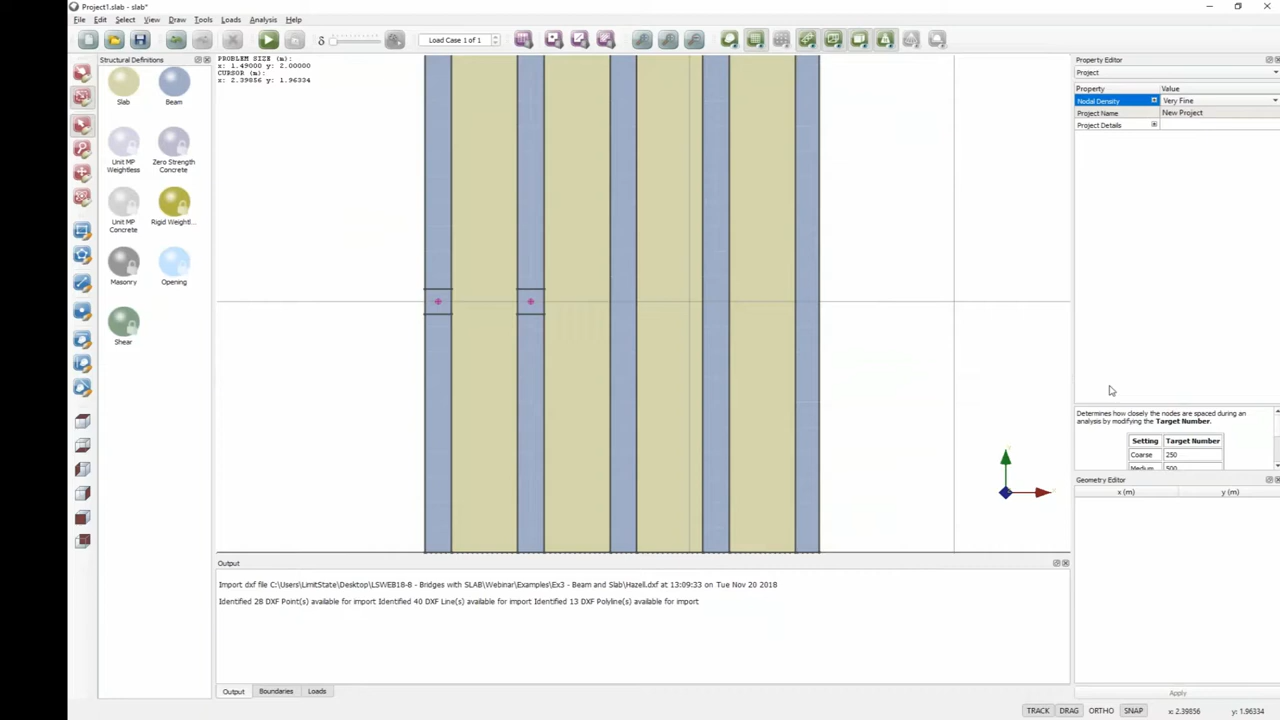 Project1.slab - slab*
File Edit Select View Draw Tools Loads Analysis Help
δ Load Case 1 of 1
Structural Definitions
Slab Beam
Unit MP Weightless Zero Strength Concrete
Unit MP Concrete Rigid Weightl...
Masonry Opening
Shear
PROBLEM SIZE (m):
x: 1.49000 y: 2.00000
CURSOR (m):
x: 2.39856 y: 1.96334
Property Editor
Project
Property Value
Nodal Density Very Fine
Project Name New Project
Project Details
Determines how closely the nodes are spaced during an
analysis by modifying the Target Number.
Setting Target Number
Coarse 250
Medium 500
Geometry Editor
x (m) y (m)
Apply
Output
Import dxf file C:\Users\LimitState\Desktop\LSWEB18-8 - Bridges with SLAB\Webinar\Examples\Ex3 - Beam and Slab\Hazell.dxf at 13:09:33 on Tue Nov 20 2018
Identified 28 DXF Point(s) available for import Identified 40 DXF Line(s) available for import Identified 13 DXF Polyline(s) available for import
Output Boundaries Loads
TRACK DRAG ORTHO SNAP x: 2.39856 y: 1.96334